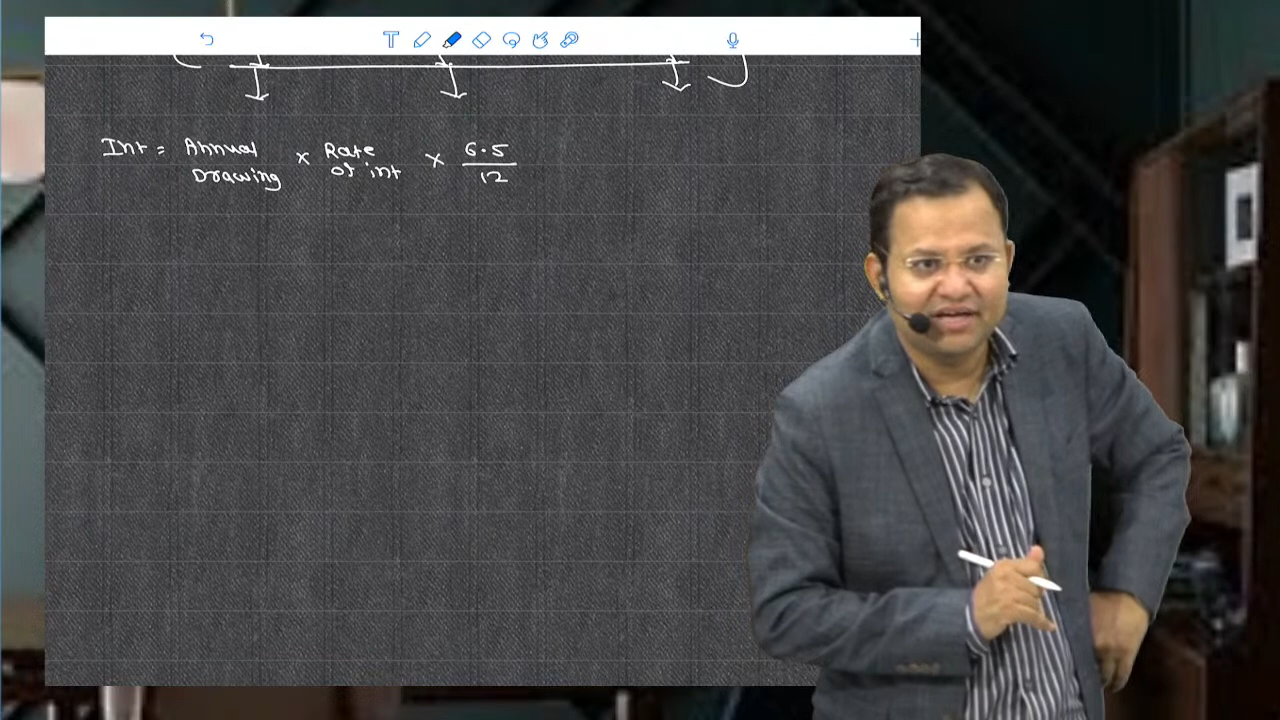 Int = Annual Drawing × Rate of int × 6.5/12